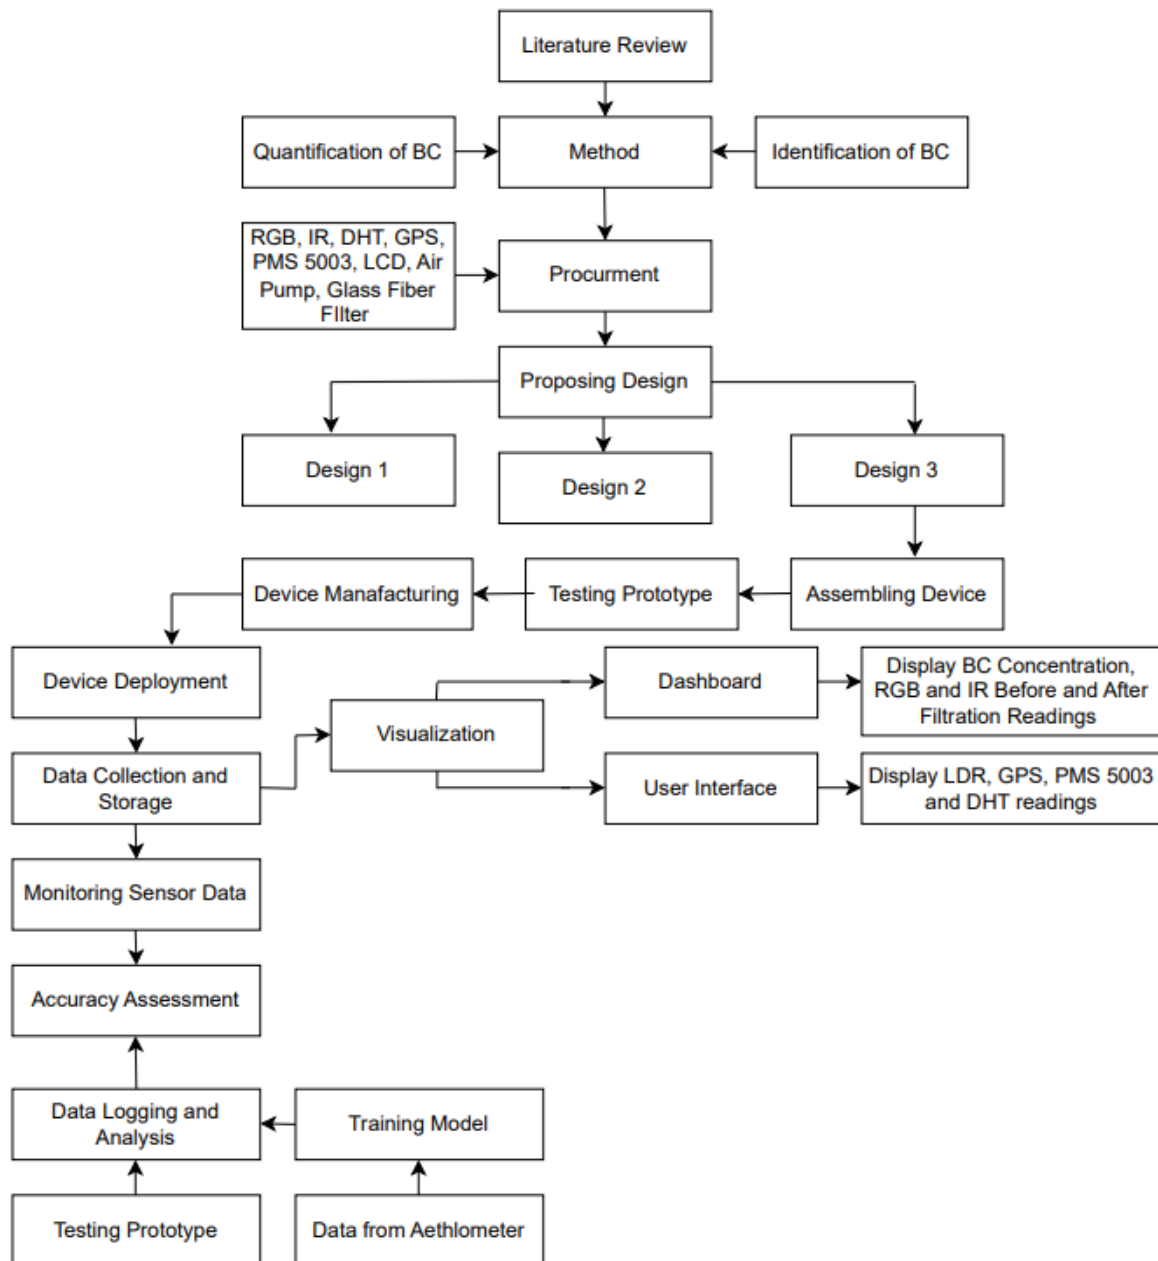 Literature Review
Quantification of BC
Method
Identification of BC
RGB, IR, DHT, GPS,
PMS 5003, LCD, Air
Pump, Glass Fiber
FIlter
Procurment
Proposing Design
Design 1
Design 2
Design 3
Device Manafacturing
Testing Prototype
Assembling Device
Device Deployment
Dashboard
Display BC Concentration,
RGB and IR Before and After
Filtration Readings
Visualization
Data Collection and
Storage
User Interface
Display LDR, GPS, PMS 5003
and DHT readings
Monitoring Sensor Data
Accuracy Assessment
Data Logging and
Analysis
Training Model
Testing Prototype
Data from Aethlometer